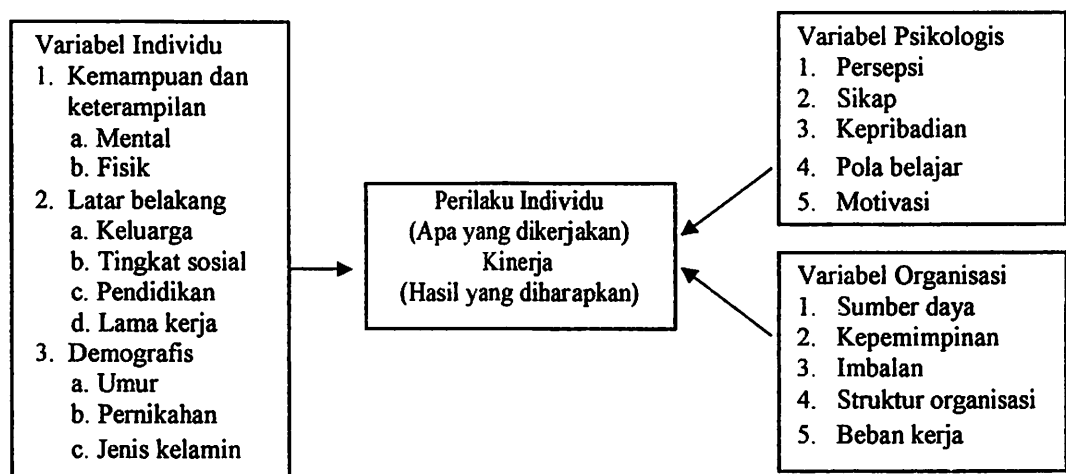 Variabel Individu
1. Kemampuan dan
keterampilan
a. Mental
b. Fisik
2. Latar belakang
a. Keluarga
b. Tingkat sosial
c. Pendidikan
d. Lama kerja
3. Demografis
a. Umur
b. Pernikahan
c. Jenis kelamin
Perilaku Individu
(Apa yang dikerjakan)
Kinerja
(Hasil yang diharapkan)
Variabel Psikologis
1. Persepsi
2. Sikap
3. Kepribadian
4. Pola belajar
5. Motivasi
Variabel Organisasi
1. Sumber daya
2. Kepemimpinan
3. Imbalan
4. Struktur organisasi
5. Beban kerja